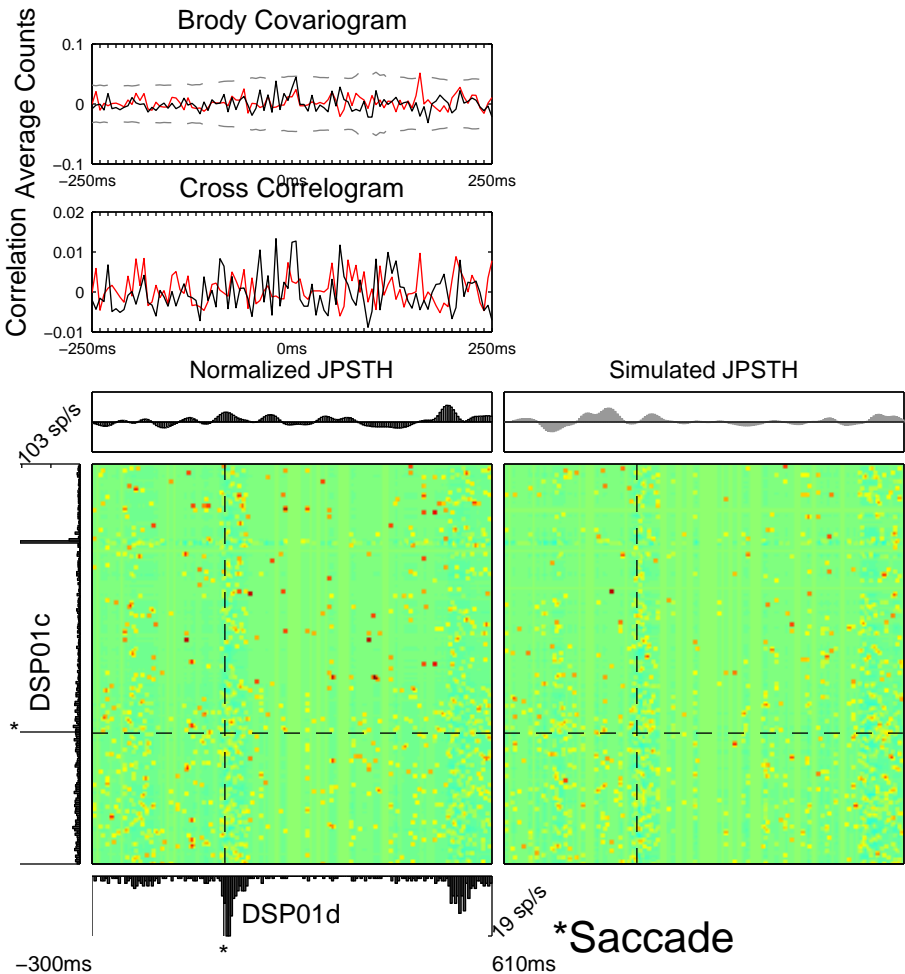 Brody Covariogram
Average Counts
0.1
0
−0.1
−250ms
0ms
250ms
Cross Correlogram
Correlation
0.02
0.01
0
−0.01
−250ms
0ms
250ms
Normalized JPSTH
Simulated JPSTH
103 sp/s
DSP01c
*
DSP01d
19 sp/s
*
*Saccade
−300ms
610ms